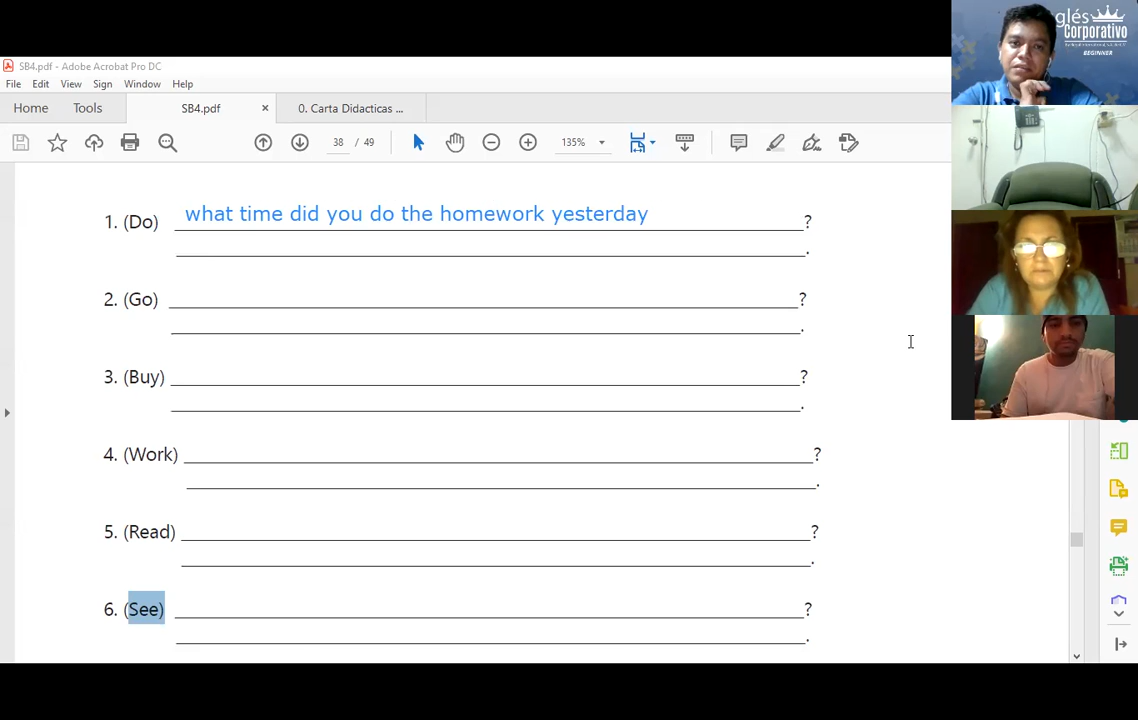 SB4.pdf - Adobe Acrobat Pro DC
File Edit View Sign Window Help
Home Tools SB4.pdf × 0. Carta Didacticas ...
38 / 49 135%
1. (Do) what time did you do the homework yesterday ?
.
2. (Go) ?
.
3. (Buy) ?
.
4. (Work) ?
.
5. (Read) ?
.
6. (See) ?
.
glés
Corporativo
BEGINNER